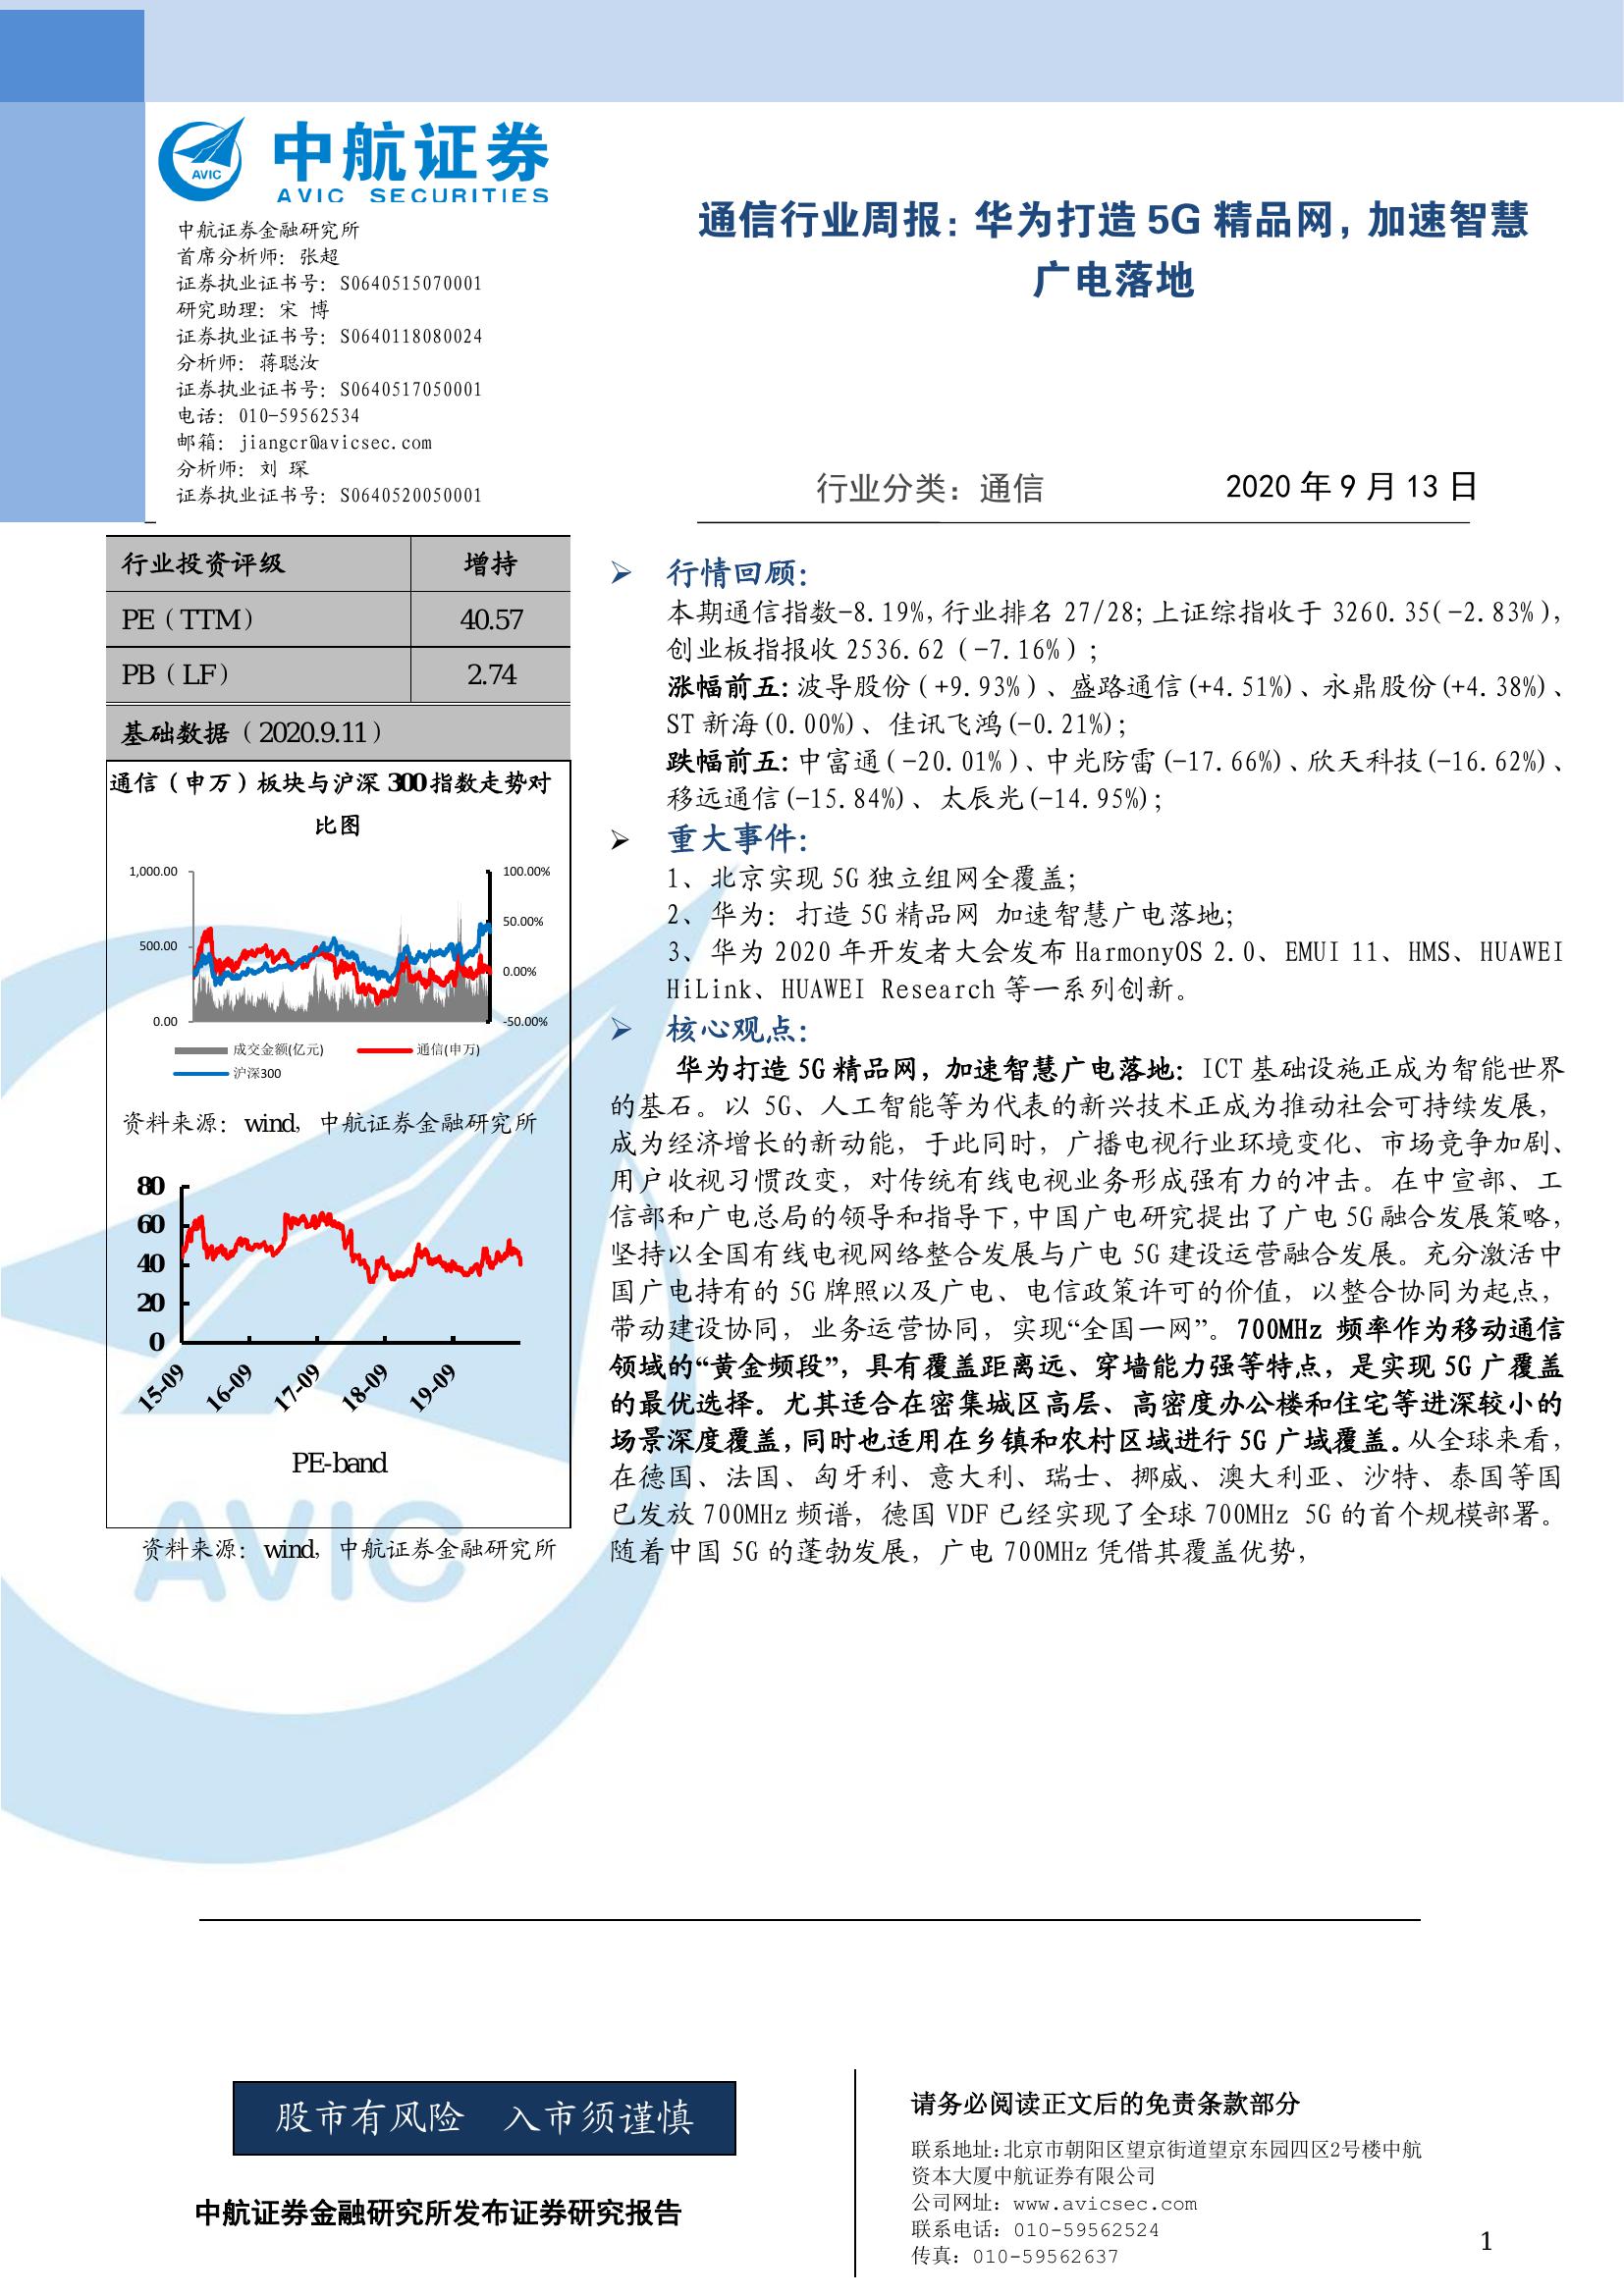 中航证券
AVIC SECURITIES
AVIC
中航证券金融研究所
首席分析师：张超
证券执业证书号：S0640515070001
研究助理：宋 博
证券执业证书号：S0640118080024
分析师：蒋聪汝
证券执业证书号：S0640517050001
电话：010-59562534
邮箱：jiangcr@avicsec.com
分析师：刘 琛
证券执业证书号：S0640520050001
通信行业周报：华为打造 5G 精品网，加速智慧
广电落地
行业分类：通信 2020 年 9 月 13 日
行业投资评级 增持
PE（TTM） 40.57
PB（LF） 2.74
基础数据（2020.9.11）
通信（申万）板块与沪深 300 指数走势对
比图
1,000.00 100.00%
50.00%
500.00
0.00%
0.00 -50.00%
成交金额(亿元) 通信(申万)
沪深300
资料来源：wind，中航证券金融研究所
80
60
40
20
0
15-09 16-09 17-09 18-09 19-09
PE-band
AVIC
资料来源：wind，中航证券金融研究所
行情回顾：
本期通信指数-8.19%,行业排名 27/28;上证综指收于 3260.35(-2.83%)，
创业板指报收 2536.62（-7.16%）；
涨幅前五：波导股份（+9.93%）、盛路通信(+4.51%)、永鼎股份(+4.38%)、
ST 新海(0.00%)、佳讯飞鸿(-0.21%)；
跌幅前五：中富通（-20.01%）、中光防雷(-17.66%)、欣天科技(-16.62%)、
移远通信(-15.84%)、太辰光(-14.95%)；
重大事件：
1、北京实现 5G 独立组网全覆盖；
2、华为：打造 5G 精品网 加速智慧广电落地；
3、华为 2020 年开发者大会发布 HarmonyOS 2.0、EMUI 11、HMS、HUAWEI
HiLink、HUAWEI Research 等一系列创新。
核心观点：
华为打造 5G 精品网，加速智慧广电落地：ICT 基础设施正成为智能世界
的基石。以 5G、人工智能等为代表的新兴技术正成为推动社会可持续发展，
成为经济增长的新动能，于此同时，广播电视行业环境变化、市场竞争加剧、
用户收视习惯改变，对传统有线电视业务形成强有力的冲击。在中宣部、工
信部和广电总局的领导和指导下，中国广电研究提出了广电 5G 融合发展策略，
坚持以全国有线电视网络整合发展与广电 5G 建设运营融合发展。充分激活中
国广电持有的 5G 牌照以及广电、电信政策许可的价值，以整合协同为起点，
带动建设协同，业务运营协同，实现“全国一网”。700MHz 频率作为移动通信
领域的“黄金频段”，具有覆盖距离远、穿墙能力强等特点，是实现 5G 广覆盖
的最优选择。尤其适合在密集城区高层、高密度办公楼和住宅等进深较小的
场景深度覆盖，同时也适用在乡镇和农村区域进行 5G 广域覆盖。从全球来看，
在德国、法国、匈牙利、意大利、瑞士、挪威、澳大利亚、沙特、泰国等国
已发放 700MHz 频谱，德国 VDF 已经实现了全球 700MHz 5G 的首个规模部署。
随着中国 5G 的蓬勃发展，广电 700MHz 凭借其覆盖优势，
股市有风险 入市须谨慎
中航证券金融研究所发布证券研究报告
请务必阅读正文后的免责条款部分
联系地址：北京市朝阳区望京街道望京东园四区2号楼中航
资本大厦中航证券有限公司
公司网址：www.avicsec.com
联系电话：010-59562524
传真：010-59562637
1